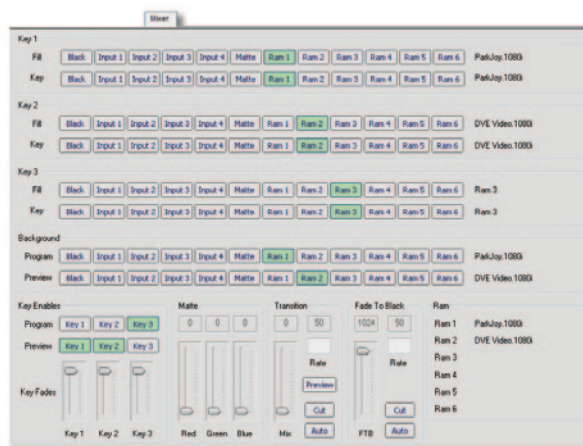 Mixer
Key 1
Fill Black Input 1 Input 2 Input 3 Input 4 Matte Ram 1 Ram 2 Ram 3 Ram 4 Ram 5 Ram 6 ParkJoy.1080i
Key Black Input 1 Input 2 Input 3 Input 4 Matte Ram 1 Ram 2 Ram 3 Ram 4 Ram 5 Ram 6 ParkJoy.1080i
Key 2
Fill Black Input 1 Input 2 Input 3 Input 4 Matte Ram 1 Ram 2 Ram 3 Ram 4 Ram 5 Ram 6 DVE Video.1080i
Key Black Input 1 Input 2 Input 3 Input 4 Matte Ram 1 Ram 2 Ram 3 Ram 4 Ram 5 Ram 6 DVE Video.1080i
Key 3
Fill Black Input 1 Input 2 Input 3 Input 4 Matte Ram 1 Ram 2 Ram 3 Ram 4 Ram 5 Ram 6 Ram 3
Key Black Input 1 Input 2 Input 3 Input 4 Matte Ram 1 Ram 2 Ram 3 Ram 4 Ram 5 Ram 6 Ram 3
Background
Program Black Input 1 Input 2 Input 3 Input 4 Matte Ram 1 Ram 2 Ram 3 Ram 4 Ram 5 Ram 6 ParkJoy.1080i
Preview Black Input 1 Input 2 Input 3 Input 4 Matte Ram 1 Ram 2 Ram 3 Ram 4 Ram 5 Ram 6 DVE Video.1080i
Key Enables Matte Transition Fade To Black Ram
Program Key 1 Key 2 Key 3 0 0 0 0 50 1024 50 Ram 1 ParkJoy.1080i
Preview Key 1 Key 2 Key 3 Ram 2 DVE Video.1080i
Rate Rate Ram 3
Preview Ram 4
Key Fades Ram 5
Cut Cut Ram 6
Key 1 Key 2 Key 3 Red Green Blue Mix Auto FTB Auto